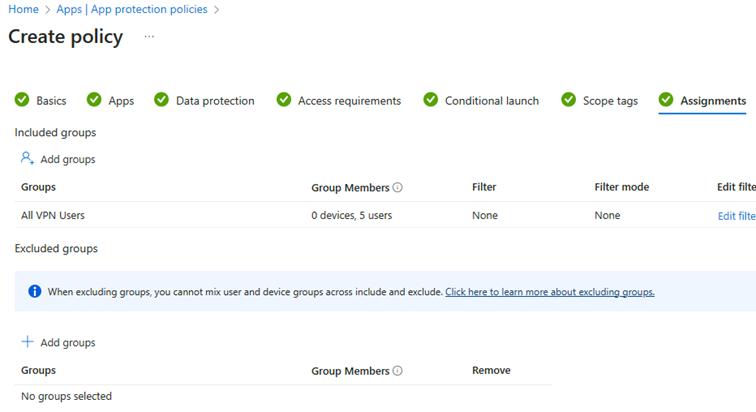 Home > Apps | App protection policies >
Create policy ...
Basics Apps Data protection Access requirements Conditional launch Scope tags Assignments
Included groups
Add groups
Groups Group Members Filter Filter mode Edit filte
All VPN Users 0 devices, 5 users None None Edit filte
Excluded groups
When excluding groups, you cannot mix user and device groups across include and exclude. Click here to learn more about excluding groups.
Add groups
Groups Group Members Remove
No groups selected